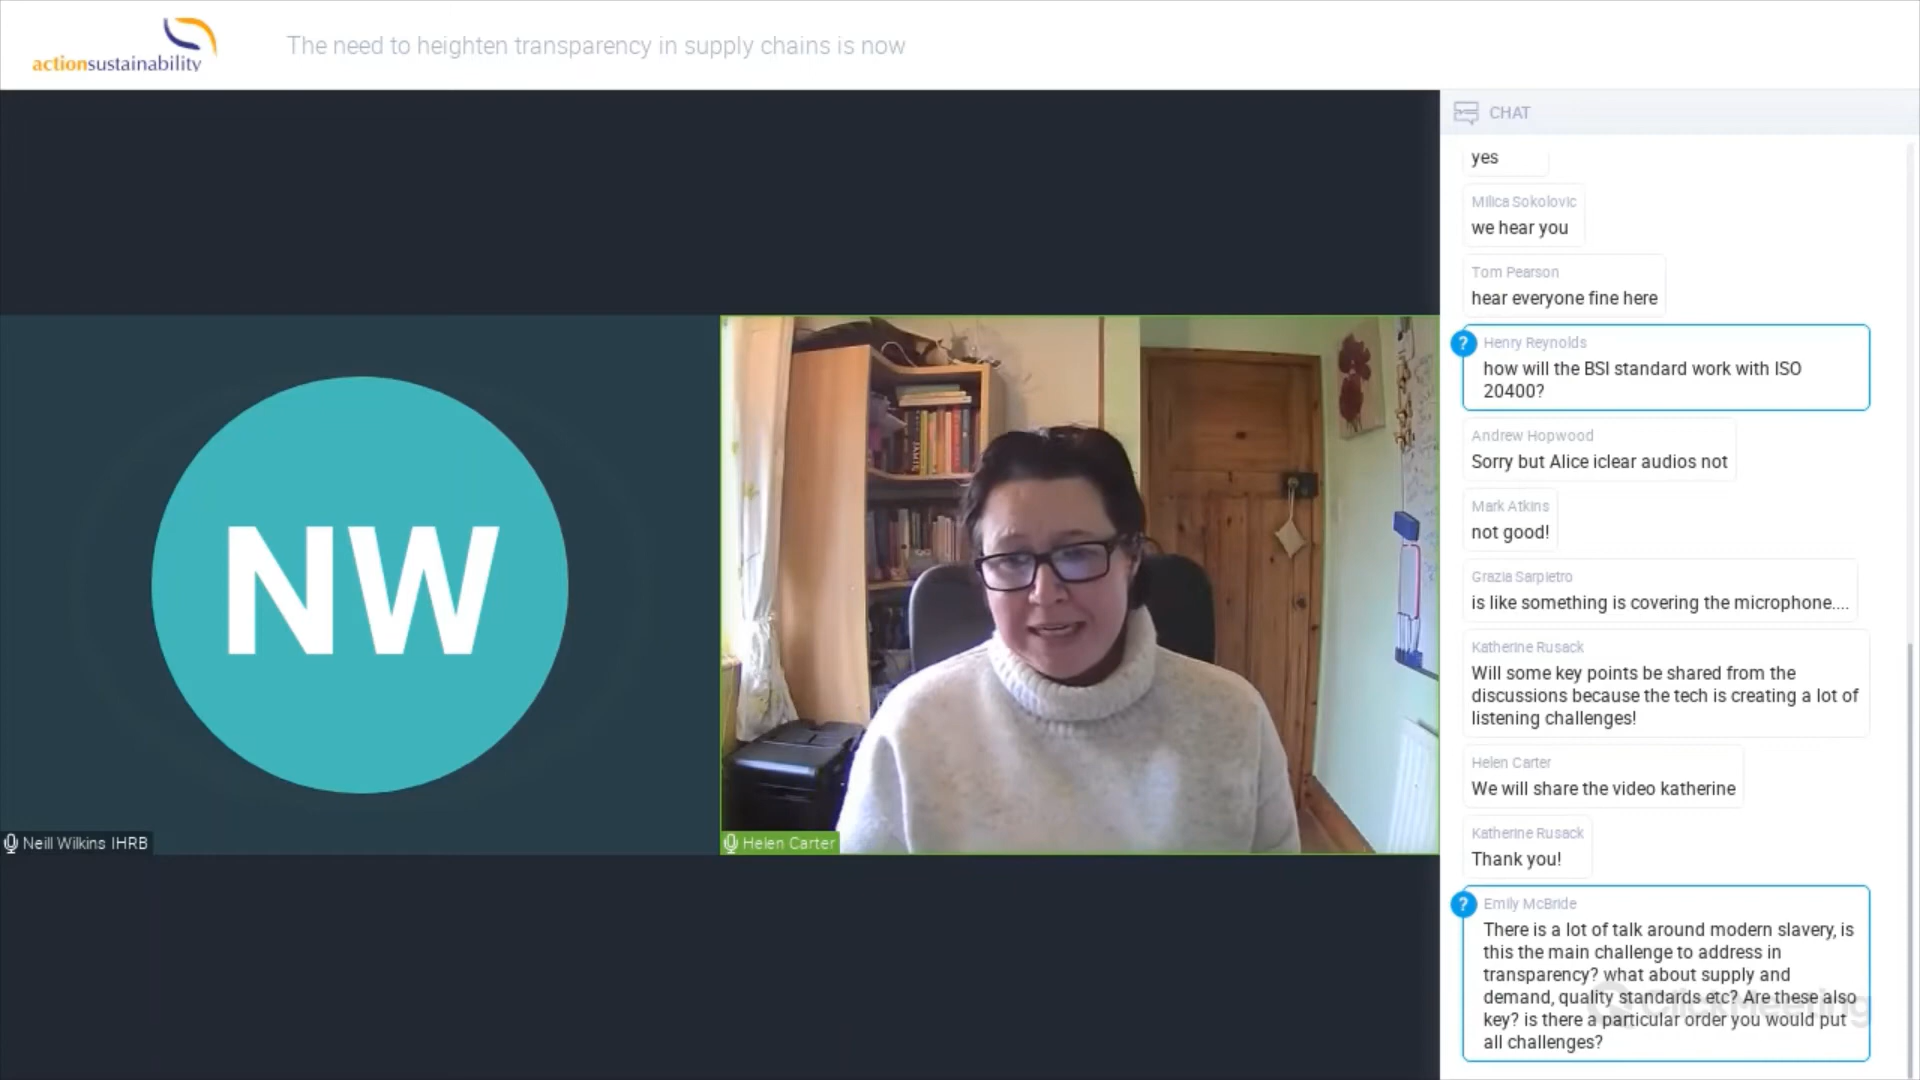 actionsustainability
The need to heighten transparency in supply chains is now
CHAT
yes
Milica Sokolovic
we hear you
Tom Pearson
hear everyone fine here
?
Henry Reynolds
how will the BSI standard work with ISO
20400?
Andrew Hopwood
Sorry but Alice iclear audios not
Mark Atkins
not good!
Grazia Sarpietro
is like something is covering the microphone....
Katherine Rusack
Will some key points be shared from the
discussions because the tech is creating a lot of
listening challenges!
Helen Carter
We will share the video katherine
Katherine Rusack
Thank you!
?
Emily McBride
There is a lot of talk around modern slavery, is
this the main challenge to address in
transparency? what about supply and
demand, quality standards etc? Are these also
key? is there a particular order you would put
all challenges?
ClickMeeting
NW
Neill Wilkins IHRB
Helen Carter